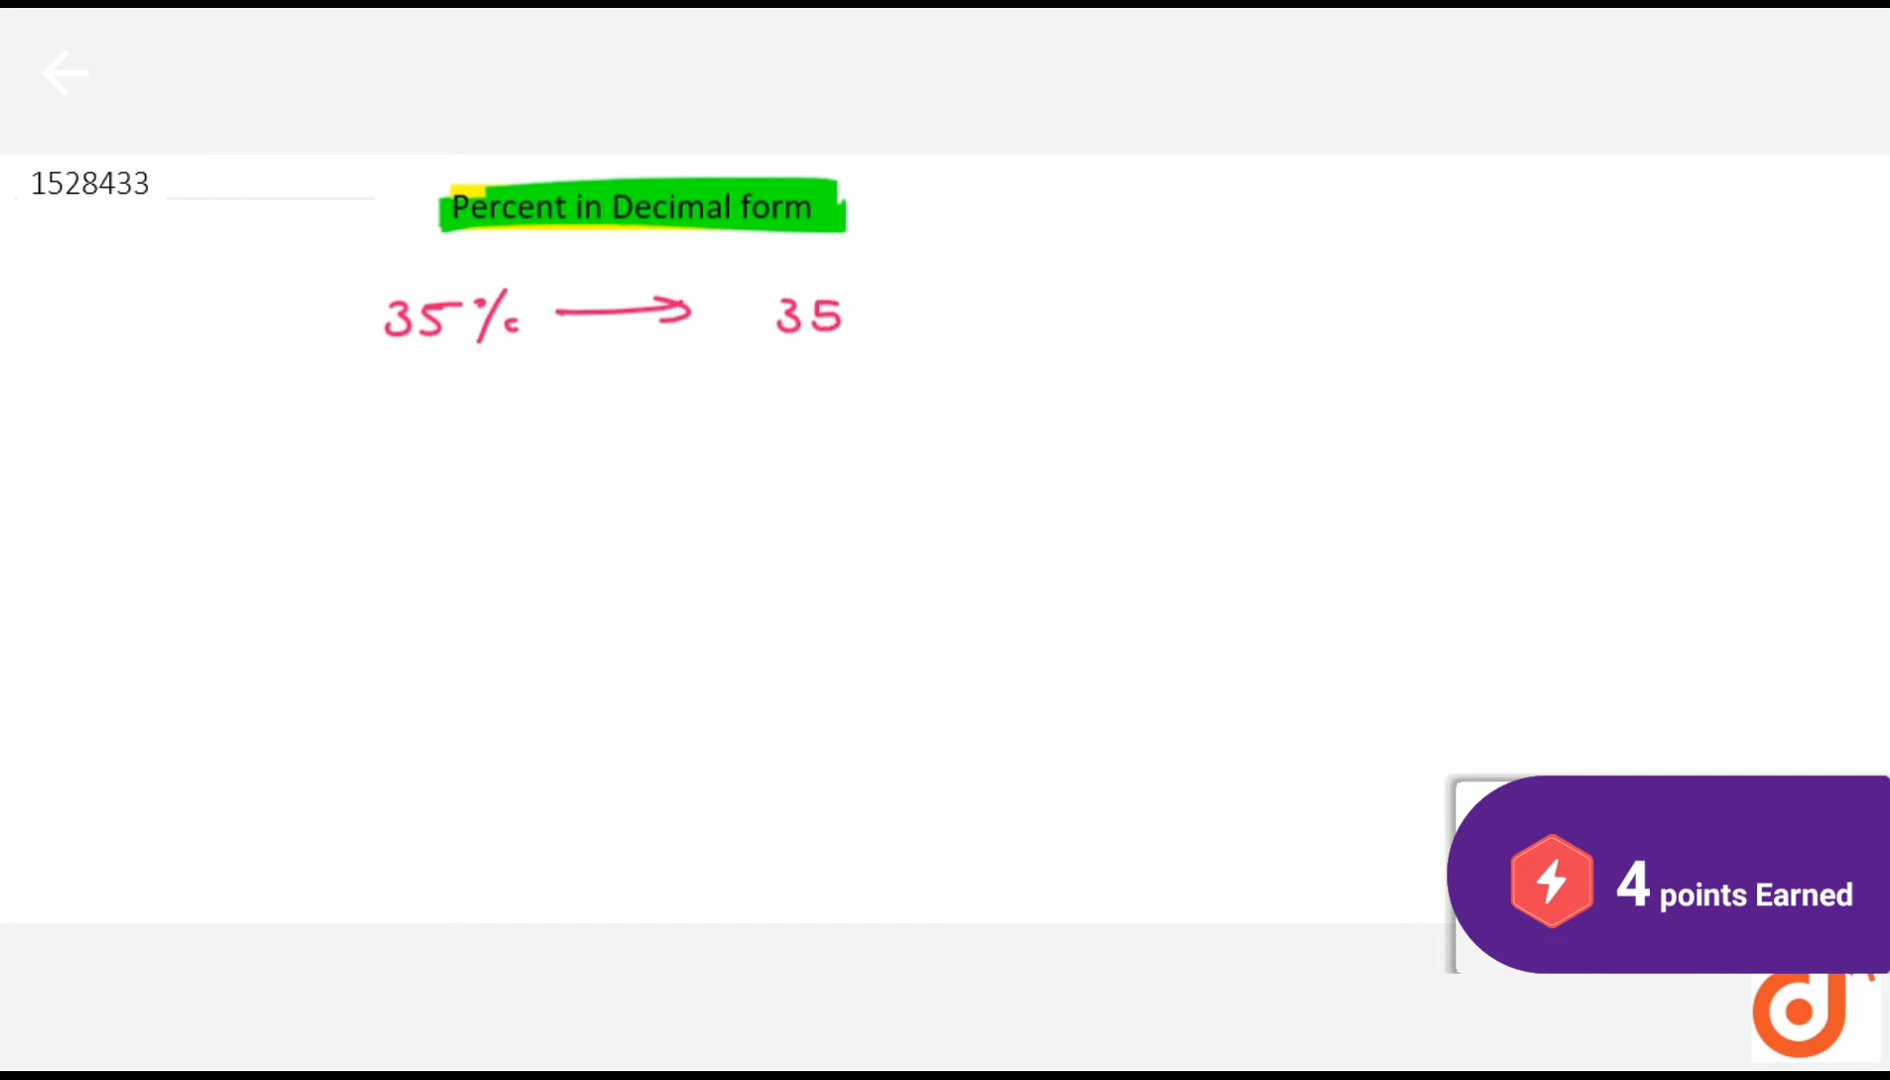 1528433
Percent in Decimal form
35% → 35
4 points Earned